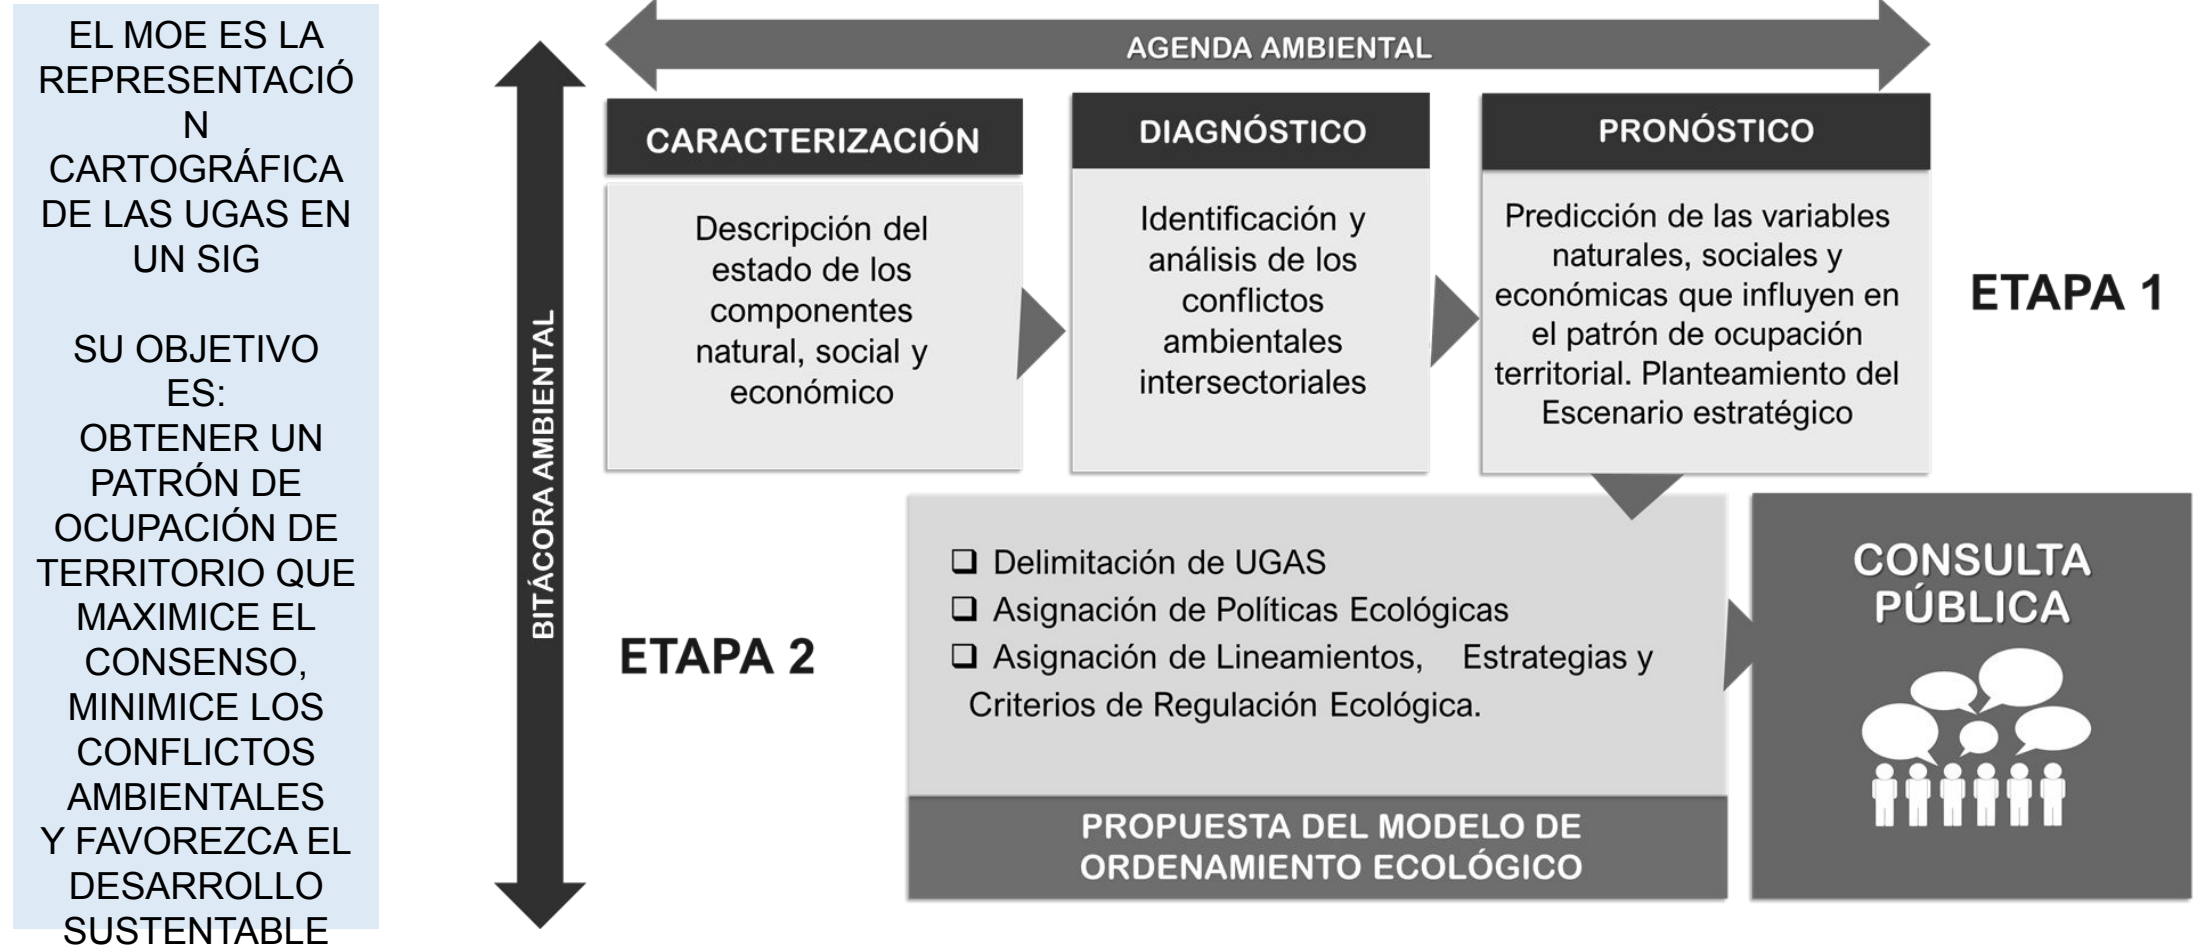 EL MOE ES LA
REPRESENTACIÓ
N
CARTOGRÁFICA
DE LAS UGAS EN
UN SIG
SU OBJETIVO
ES:
OBTENER UN
PATRÓN DE
OCUPACIÓN DE
TERRITORIO QUE
MAXIMICE EL
CONSENSO,
MINIMICE LOS
CONFLICTOS
AMBIENTALES
Y FAVOREZCA EL
DESARROLLO
SUSTENTABLE
BITÁCORA AMBIENTAL
AGENDA AMBIENTAL
CARACTERIZACIÓN
Descripción del
estado de los
componentes
natural, social y
económico
DIAGNÓSTICO
Identificación y
análisis de los
conflictos
ambientales
intersectoriales
PRONÓSTICO
Predicción de las variables
naturales, sociales y
económicas que influyen en
el patrón de ocupación
territorial. Planteamiento del
Escenario estratégico
ETAPA 1
ETAPA 2
❑ Delimitación de UGAS
❑ Asignación de Políticas Ecológicas
❑ Asignación de Lineamientos, Estrategias y
Criterios de Regulación Ecológica.
PROPUESTA DEL MODELO DE
ORDENAMIENTO ECOLÓGICO
CONSULTA
PÚBLICA